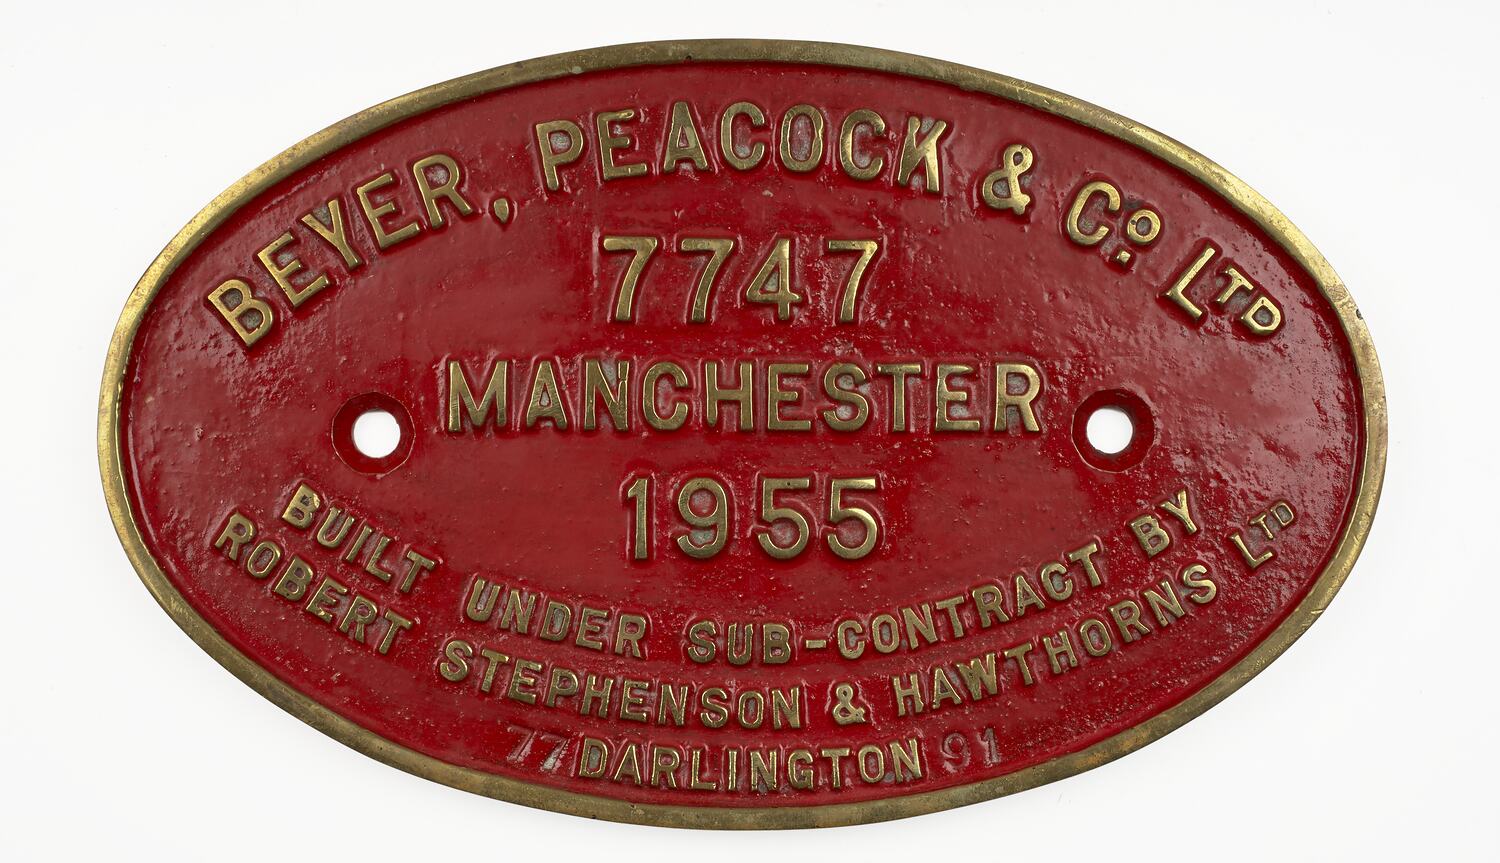 BEYER, PEACOCK & Co. LTD
7747
MANCHESTER
1955
BUILT UNDER SUB-CONTRACT BY
ROBERT STEPHENSON & HAWTHORNS LTD
77 DARLINGTON 91